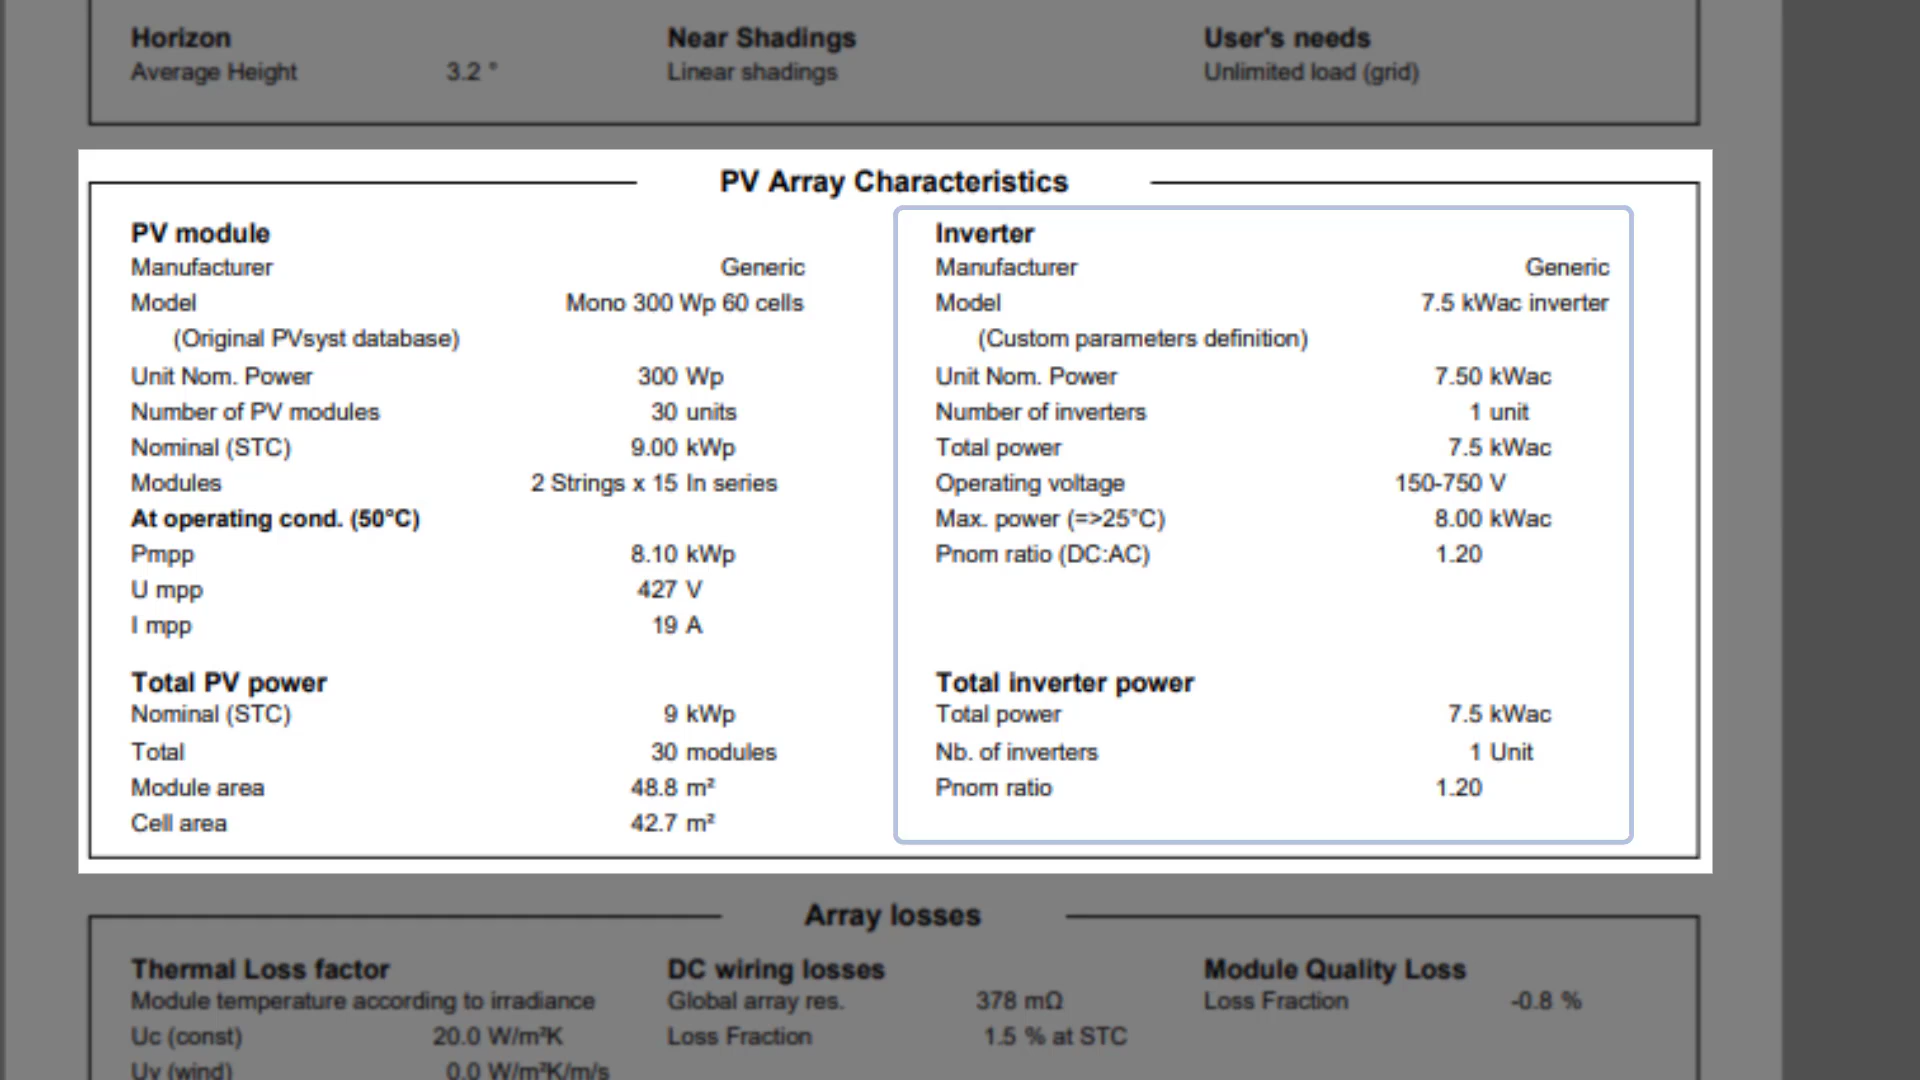 Horizon
Average Height 3.2 °
Near Shadings
Linear shadings
User's needs
Unlimited load (grid)
PV Array Characteristics
PV module
Manufacturer Generic
Model Mono 300 Wp 60 cells
(Original PVsyst database)
Unit Nom. Power 300 Wp
Number of PV modules 30 units
Nominal (STC) 9.00 kWp
Modules 2 Strings x 15 In series
At operating cond. (50°C)
Pmpp 8.10 kWp
U mpp 427 V
I mpp 19 A
Total PV power
Nominal (STC) 9 kWp
Total 30 modules
Module area 48.8 m²
Cell area 42.7 m²
Inverter
Manufacturer Generic
Model 7.5 kWac inverter
(Custom parameters definition)
Unit Nom. Power 7.50 kWac
Number of inverters 1 unit
Total power 7.5 kWac
Operating voltage 150-750 V
Max. power (=>25°C) 8.00 kWac
Pnom ratio (DC:AC) 1.20
Total inverter power
Total power 7.5 kWac
Nb. of inverters 1 Unit
Pnom ratio 1.20
Array losses
Thermal Loss factor
Module temperature according to irradiance
Uc (const) 20.0 W/m²K
Uv (wind) 0.0 W/m²K/m/s
DC wiring losses
Global array res. 378 mΩ
Loss Fraction 1.5 % at STC
Module Quality Loss
Loss Fraction -0.8 %